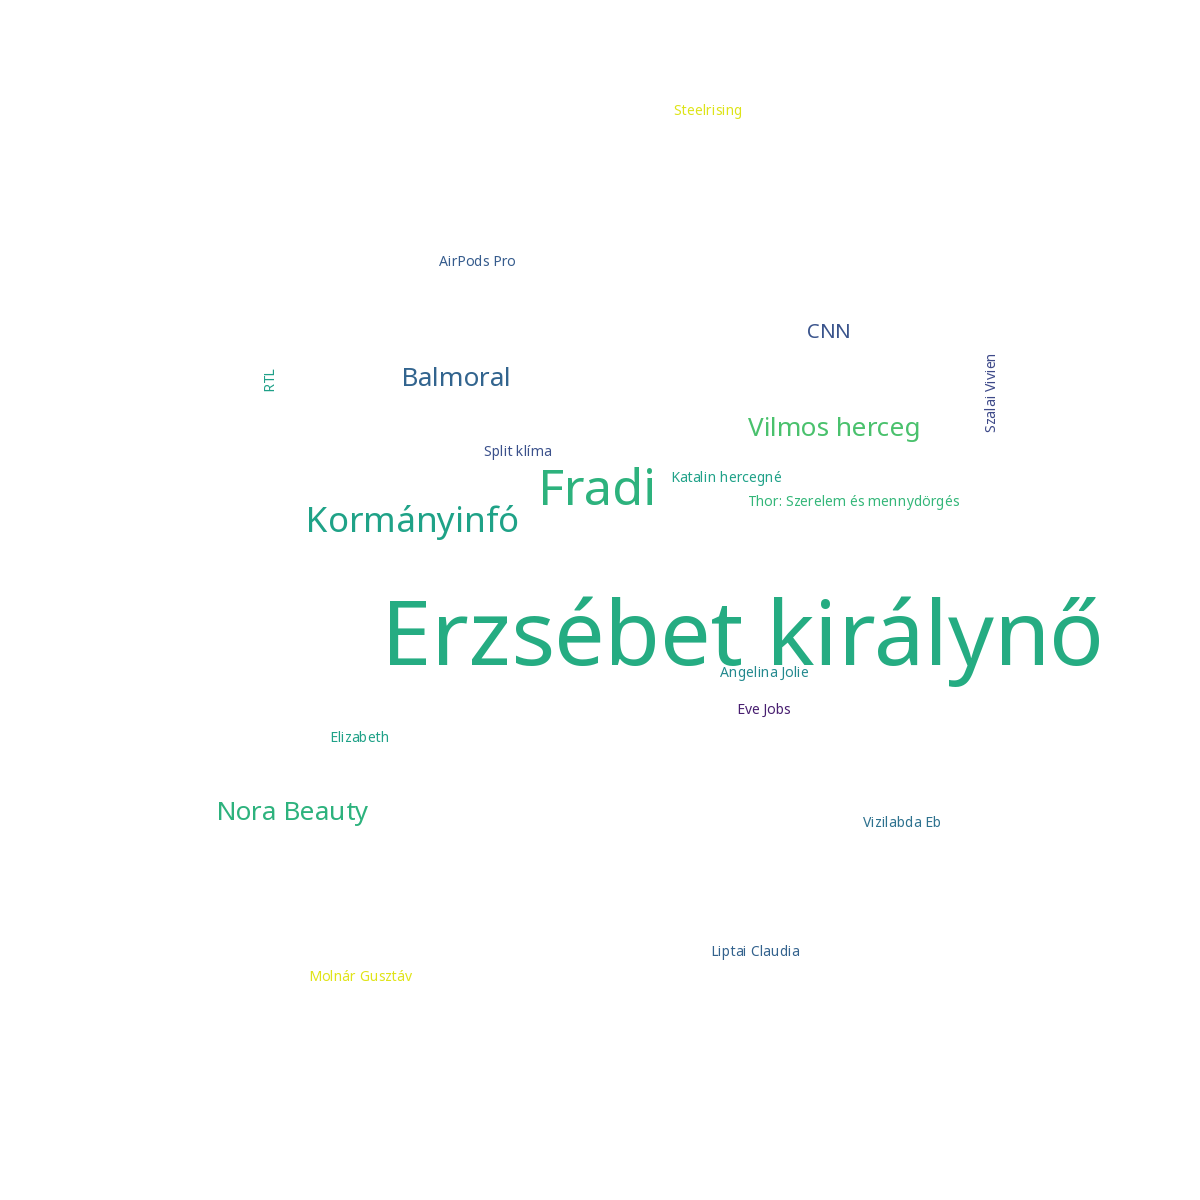 Steelrising
AirPods Pro
CNN
RTL
Balmoral
Szalai Vivien
Vilmos herceg
Split klíma
Fradi
Katalin hercegné
Thor: Szerelem és mennydörgés
Kormányinfó
Erzsébet királynő
Angelina Jolie
Eve Jobs
Elizabeth
Nora Beauty
Vizilabda Eb
Liptai Claudia
Molnár Gusztáv